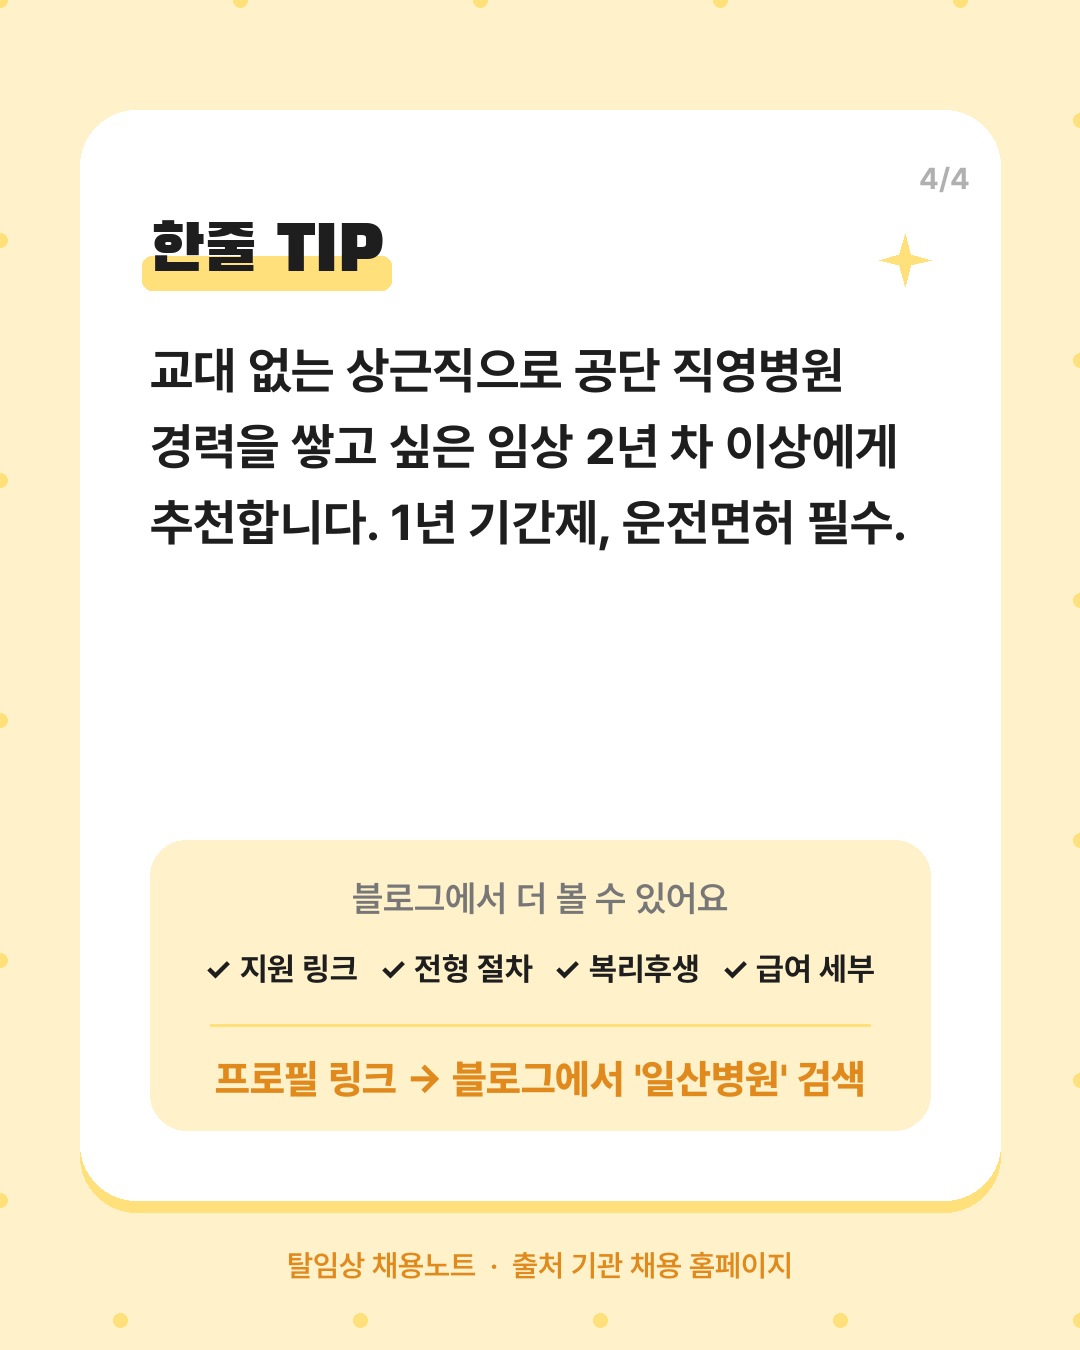 4/4
한줄 TIP
교대 없는 상근직으로 공단 직영병원
경력을 쌓고 싶은 임상 2년 차 이상에게
추천합니다. 1년 기간제, 운전면허 필수.
블로그에서 더 볼 수 있어요
✓ 지원 링크 ✓ 전형 절차 ✓ 복리후생 ✓ 급여 세부
프로필 링크 → 블로그에서 '일산병원' 검색
탈임상 채용노트 · 출처 기관 채용 홈페이지